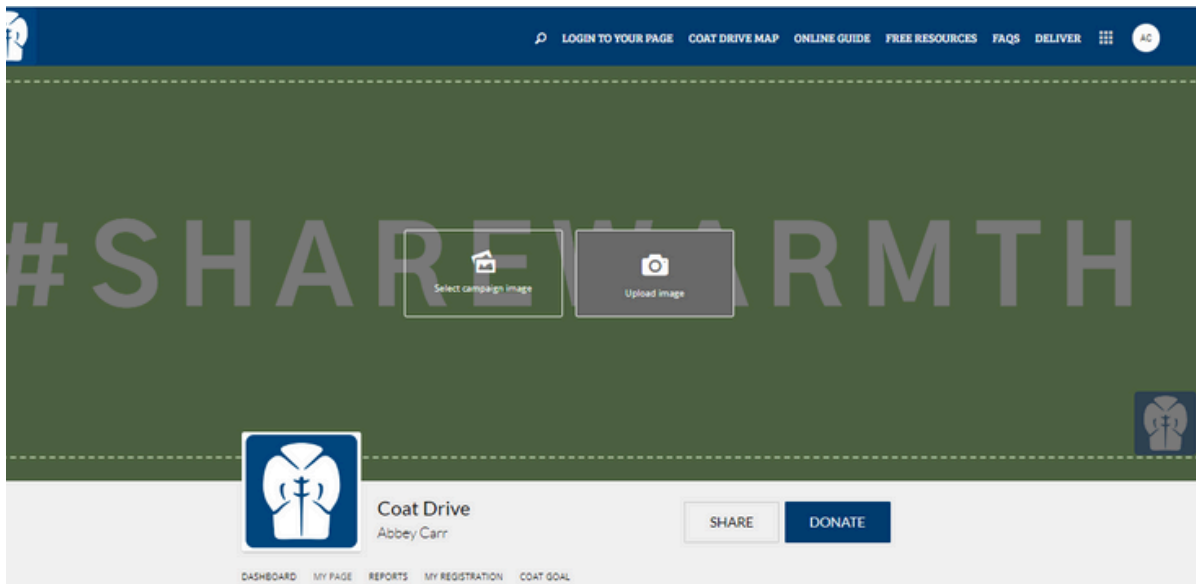 LOGIN TO YOUR PAGE COAT DRIVE MAP ONLINE GUIDE FREE RESOURCES FAQS DELIVER AC
#SHAREWARMTH
Select campaign image Upload image
Coat Drive
Abbey Carr
SHARE DONATE
DASHBOARD MY PAGE REPORTS MY REGISTRATION COAT GOAL